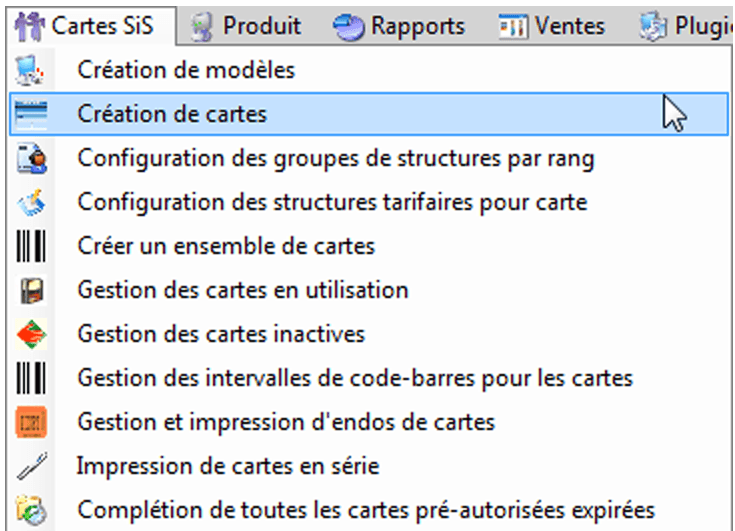 Cartes SiS Produit Rapports Ventes Plugi
Création de modèles
Création de cartes
Configuration des groupes de structures par rang
Configuration des structures tarifaires pour carte
Créer un ensemble de cartes
Gestion des cartes en utilisation
Gestion des cartes inactives
Gestion des intervalles de code-barres pour les cartes
Gestion et impression d'endos de cartes
Impression de cartes en série
Complétion de toutes les cartes pré-autorisées expirées